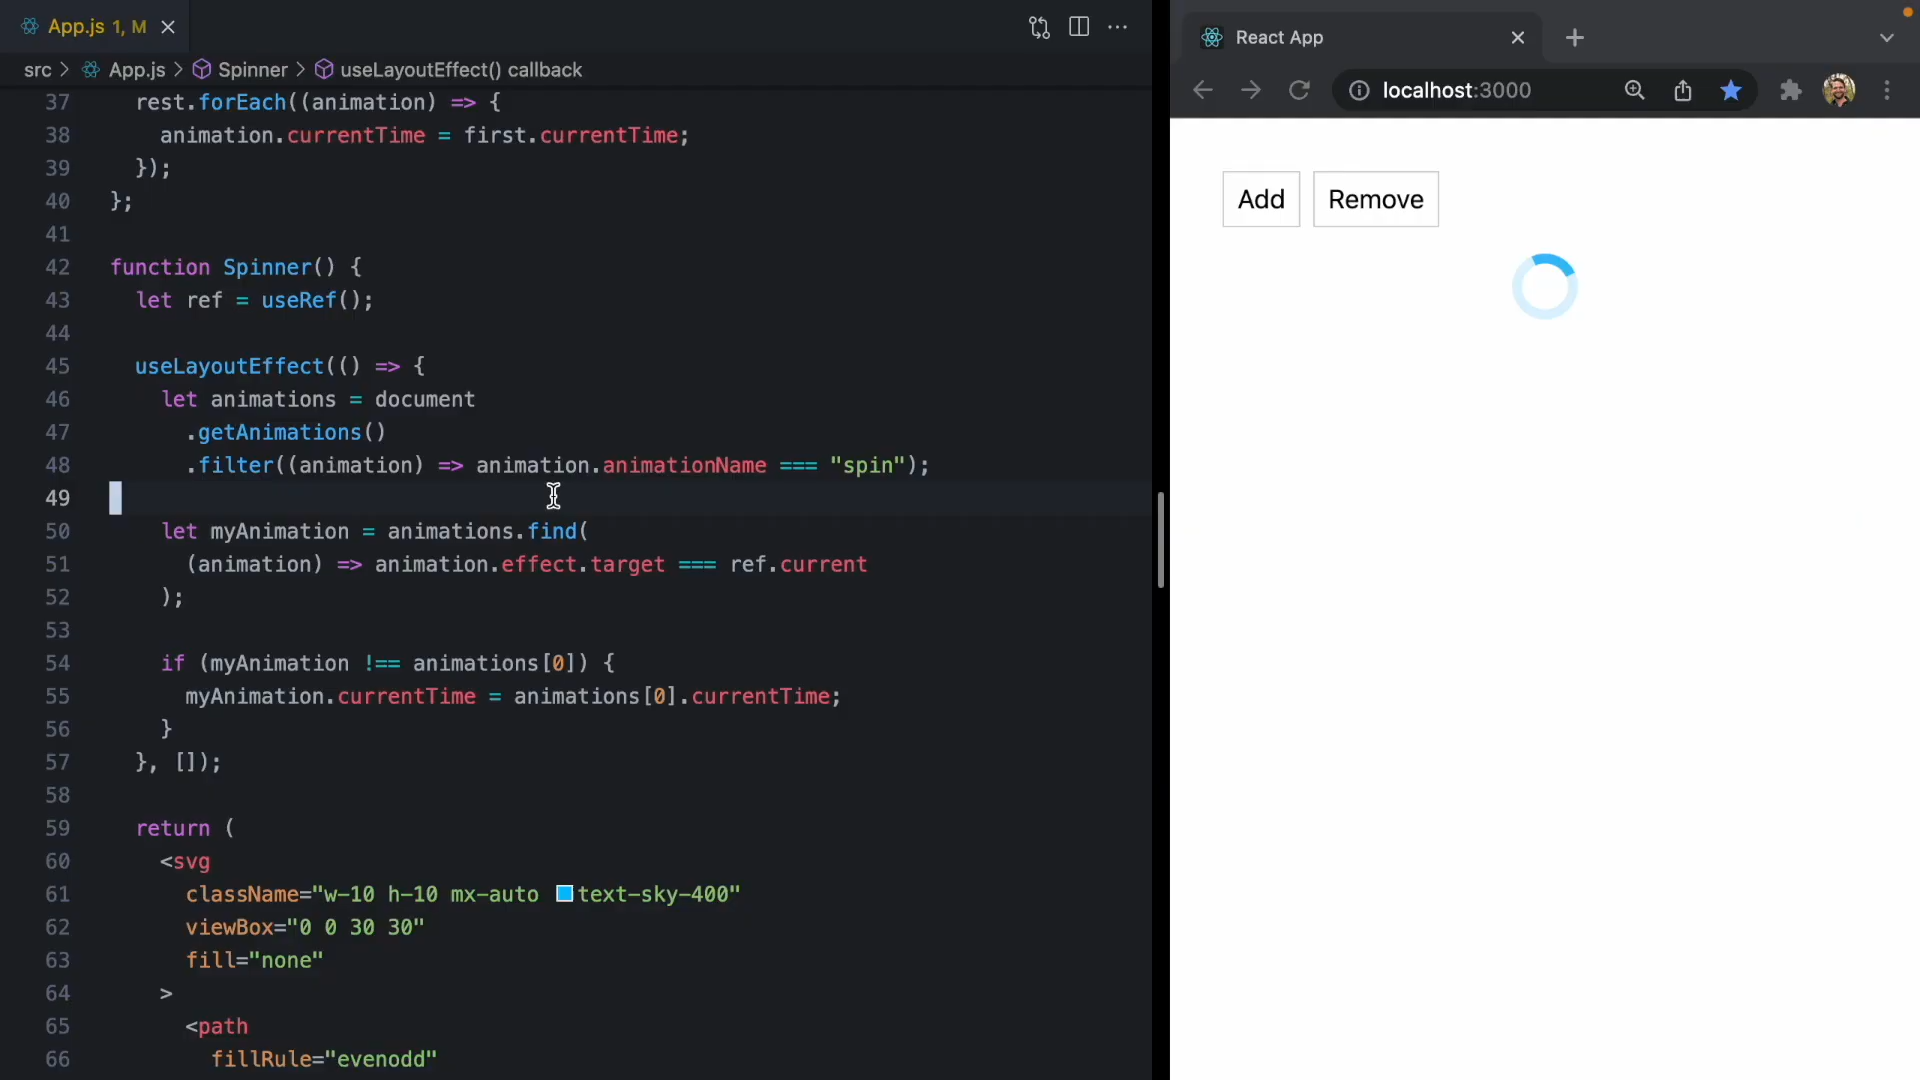 App.js 1, M
src > App.js > Spinner > useLayoutEffect() callback
37 rest.forEach((animation) => {
38 animation.currentTime = first.currentTime;
39 });
40 };
41
42 function Spinner() {
43 let ref = useRef();
44
45 useLayoutEffect(() => {
46 let animations = document
47 .getAnimations()
48 .filter((animation) => animation.animationName === "spin");
49
50 let myAnimation = animations.find(
51 (animation) => animation.effect.target === ref.current
52 );
53
54 if (myAnimation !== animations[0]) {
55 myAnimation.currentTime = animations[0].currentTime;
56 }
57 }, []);
58
59 return (
60 <svg
61 className="w-10 h-10 mx-auto text-sky-400"
62 viewBox="0 0 30 30"
63 fill="none"
64 >
65 <path
66 fillRule="evenodd"
React App
localhost:3000
Add Remove